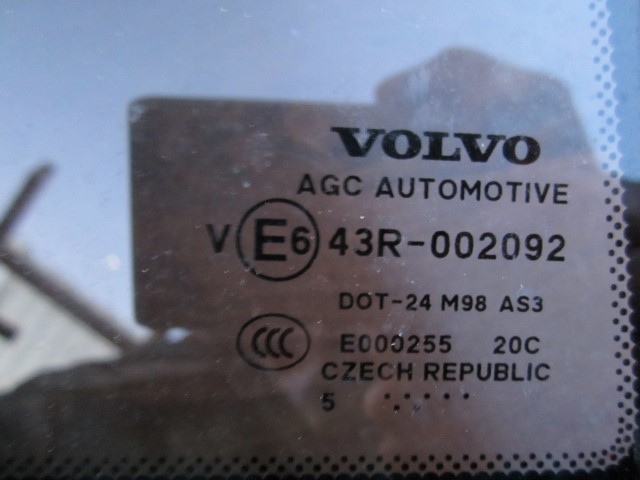 VOLVO
AGC AUTOMOTIVE
V E6 43R-002092
DOT-24 M98 AS3
CCC E000255 20C
CZECH REPUBLIC
5 ·······